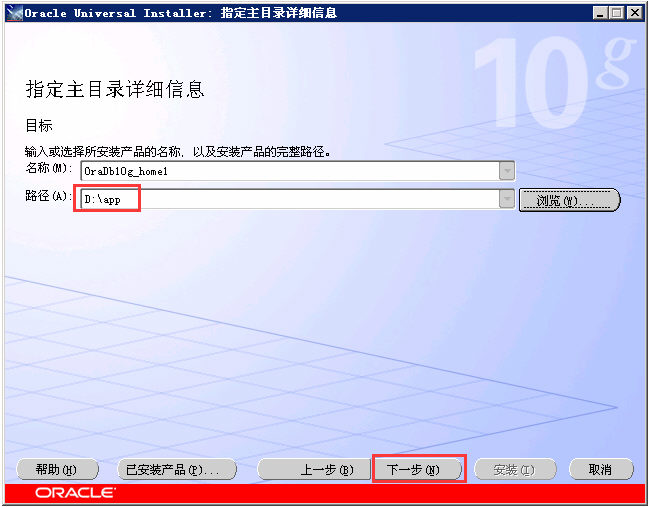 Oracle Universal Installer: 指定主目录详细信息
10g
指定主目录详细信息
目标
输入或选择所安装产品的名称, 以及安装产品的完整路径。
名称(M): OraDb10g_home1
路径(A): D:\app 浏览(W)...
帮助(H) 已安装产品(P)... 上一步(B) 下一步(N) 安装(I) 取消
ORACLE